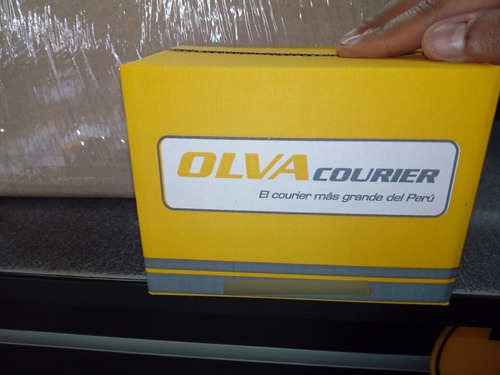 OLVA COURIER
El courier más grande del Perú